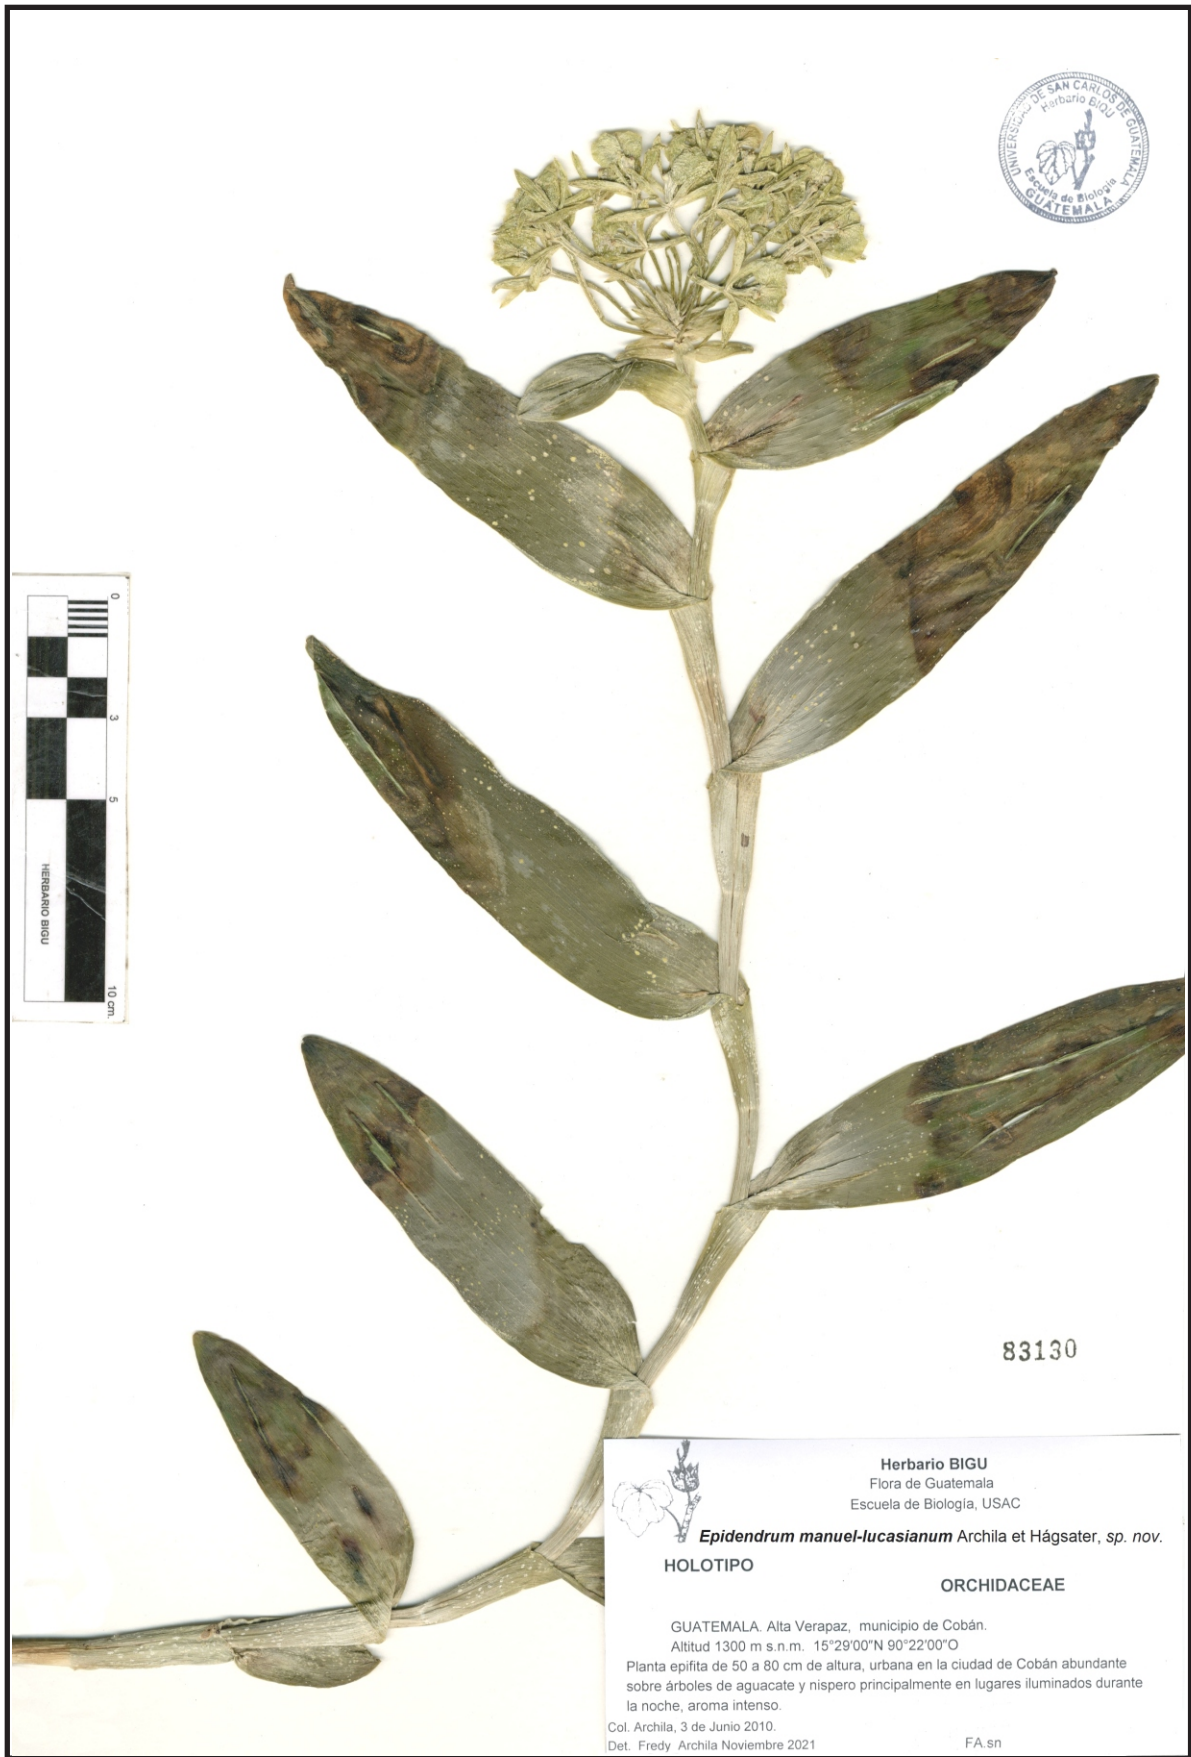 UNIVERSIDAD DE SAN CARLOS DE GUATEMALA
Herbario BIGU
Escuela de Biología
GUATEMALA
0
3
5
10 cm.
HERBARIO BIGU
83130
Herbario BIGU
Flora de Guatemala
Escuela de Biología, USAC
Epidendrum manuel-lucasianum Archila et Hágsater, sp. nov.
HOLOTIPO
ORCHIDACEAE
GUATEMALA. Alta Verapaz, municipio de Cobán.
Altitud 1300 m s.n.m. 15°29'00"N 90°22'00"O
Planta epifita de 50 a 80 cm de altura, urbana en la ciudad de Cobán abundante
sobre árboles de aguacate y nispero principalmente en lugares iluminados durante
la noche, aroma intenso.
Col. Archila, 3 de Junio 2010.
Det. Fredy Archila Noviembre 2021 FA.sn